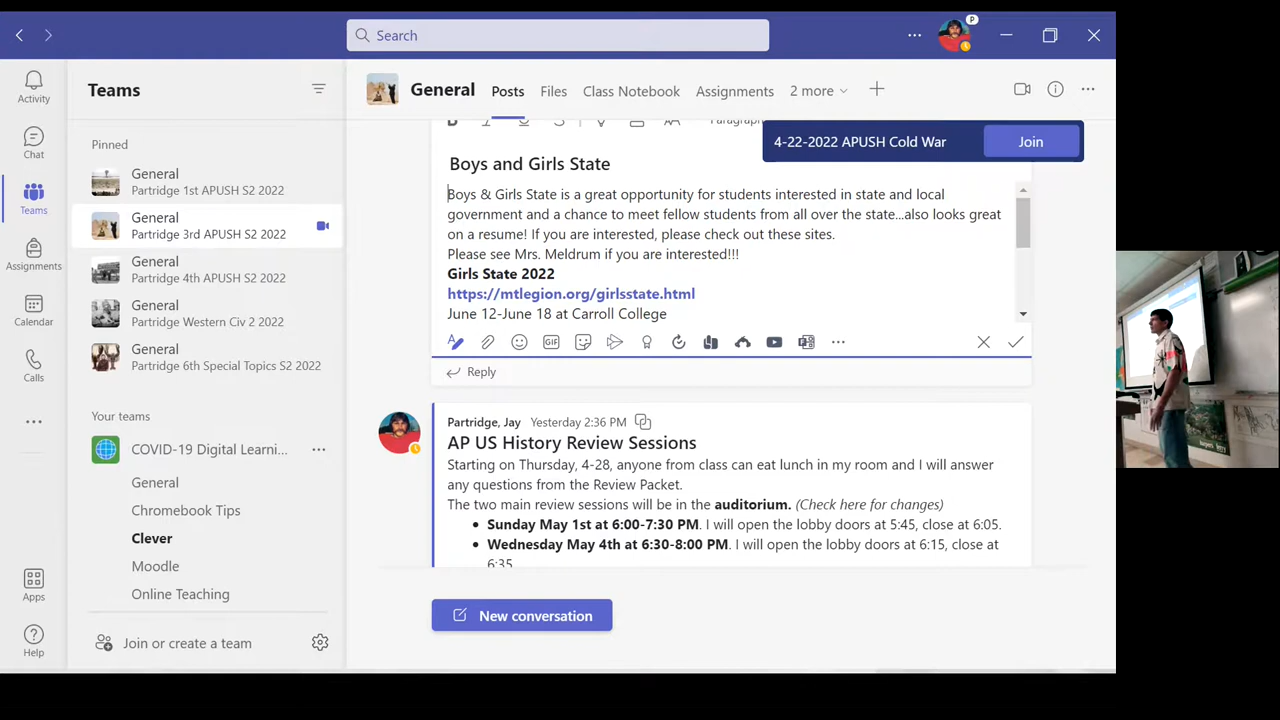 Search
P
Activity
Chat
Teams
Assignments
Calendar
Calls
Apps
Help
Teams
Pinned
General
Partridge 1st APUSH S2 2022
General
Partridge 3rd APUSH S2 2022
General
Partridge 4th APUSH S2 2022
General
Partridge Western Civ 2 2022
General
Partridge 6th Special Topics S2 2022
Your teams
COVID-19 Digital Learni...
General
Chromebook Tips
Clever
Moodle
Online Teaching
Join or create a team
General
Posts
Files
Class Notebook
Assignments
2 more
4-22-2022 APUSH Cold War
Join
Boys and Girls State
Boys & Girls State is a great opportunity for students interested in state and local
government and a chance to meet fellow students from all over the state...also looks great
on a resume! If you are interested, please check out these sites.
Please see Mrs. Meldrum if you are interested!!!
Girls State 2022
https://mtlegion.org/girlsstate.html
June 12-June 18 at Carroll College
GIF
Reply
Partridge, Jay Yesterday 2:36 PM
AP US History Review Sessions
Starting on Thursday, 4-28, anyone from class can eat lunch in my room and I will answer
any questions from the Review Packet.
The two main review sessions will be in the auditorium. (Check here for changes)
• Sunday May 1st at 6:00-7:30 PM. I will open the lobby doors at 5:45, close at 6:05.
• Wednesday May 4th at 6:30-8:00 PM. I will open the lobby doors at 6:15, close at
6:35.
New conversation